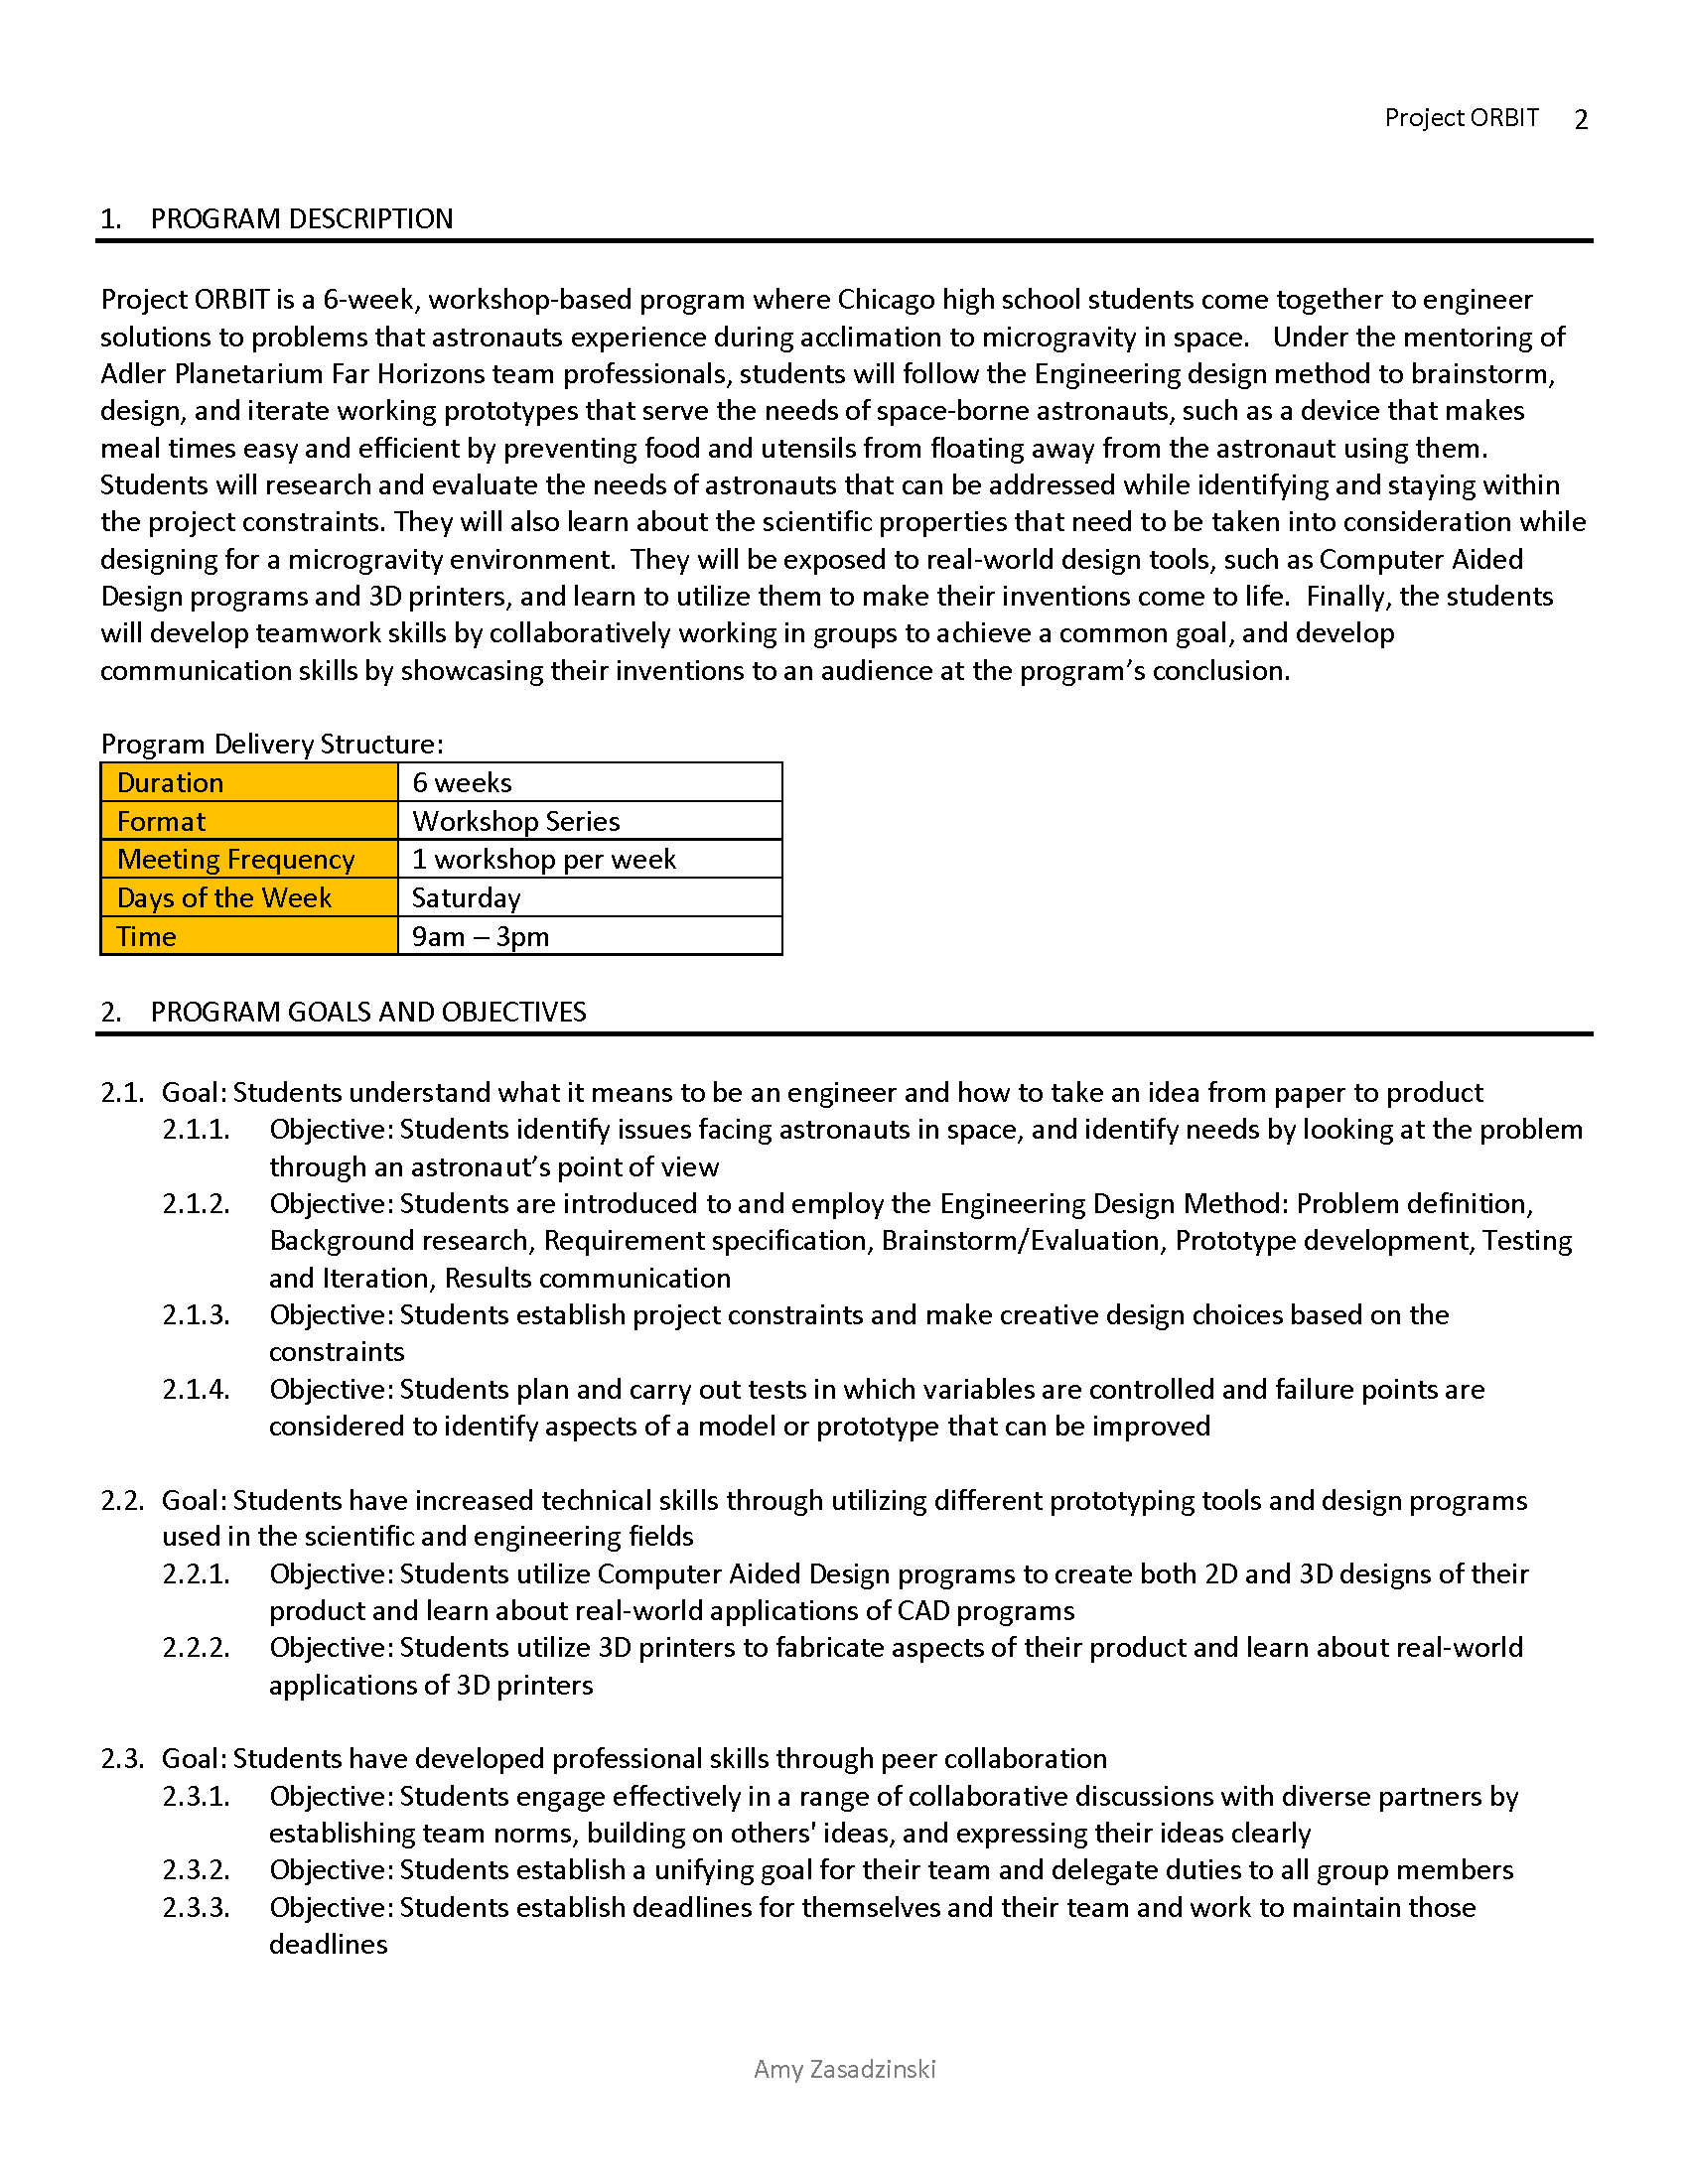 Project ORBIT 2
1. PROGRAM DESCRIPTION
Project ORBIT is a 6-week, workshop-based program where Chicago high school students come together to engineer
solutions to problems that astronauts experience during acclimation to microgravity in space. Under the mentoring of
Adler Planetarium Far Horizons team professionals, students will follow the Engineering design method to brainstorm,
design, and iterate working prototypes that serve the needs of space-borne astronauts, such as a device that makes
meal times easy and efficient by preventing food and utensils from floating away from the astronaut using them.
Students will research and evaluate the needs of astronauts that can be addressed while identifying and staying within
the project constraints. They will also learn about the scientific properties that need to be taken into consideration while
designing for a microgravity environment. They will be exposed to real-world design tools, such as Computer Aided
Design programs and 3D printers, and learn to utilize them to make their inventions come to life. Finally, the students
will develop teamwork skills by collaboratively working in groups to achieve a common goal, and develop
communication skills by showcasing their inventions to an audience at the program’s conclusion.
Program Delivery Structure:
Duration 6 weeks
Format Workshop Series
Meeting Frequency 1 workshop per week
Days of the Week Saturday
Time 9am – 3pm
2. PROGRAM GOALS AND OBJECTIVES
2.1. Goal: Students understand what it means to be an engineer and how to take an idea from paper to product
2.1.1. Objective: Students identify issues facing astronauts in space, and identify needs by looking at the problem
through an astronaut’s point of view
2.1.2. Objective: Students are introduced to and employ the Engineering Design Method: Problem definition,
Background research, Requirement specification, Brainstorm/Evaluation, Prototype development, Testing
and Iteration, Results communication
2.1.3. Objective: Students establish project constraints and make creative design choices based on the
constraints
2.1.4. Objective: Students plan and carry out tests in which variables are controlled and failure points are
considered to identify aspects of a model or prototype that can be improved
2.2. Goal: Students have increased technical skills through utilizing different prototyping tools and design programs
used in the scientific and engineering fields
2.2.1. Objective: Students utilize Computer Aided Design programs to create both 2D and 3D designs of their
product and learn about real-world applications of CAD programs
2.2.2. Objective: Students utilize 3D printers to fabricate aspects of their product and learn about real-world
applications of 3D printers
2.3. Goal: Students have developed professional skills through peer collaboration
2.3.1. Objective: Students engage effectively in a range of collaborative discussions with diverse partners by
establishing team norms, building on others' ideas, and expressing their ideas clearly
2.3.2. Objective: Students establish a unifying goal for their team and delegate duties to all group members
2.3.3. Objective: Students establish deadlines for themselves and their team and work to maintain those
deadlines
Amy Zasadzinski